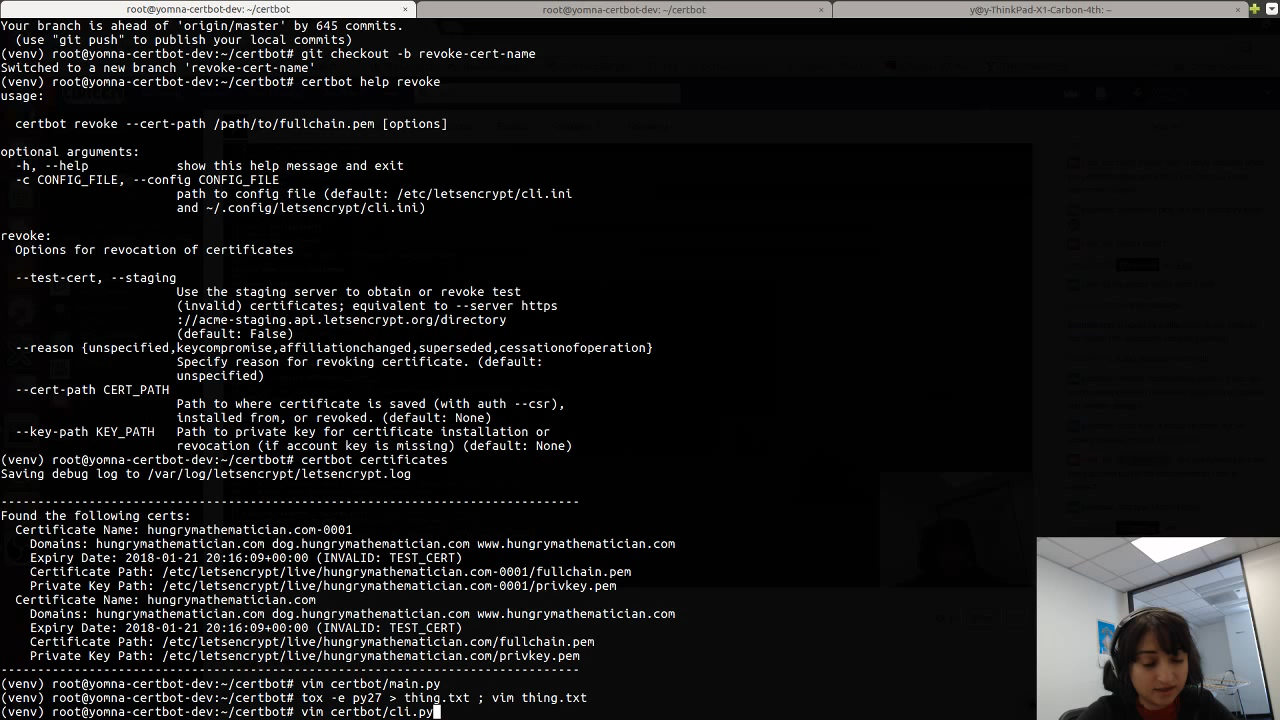 root@yomna-certbot-dev: ~/certbot
root@yomna-certbot-dev: ~/certbot
y@y-ThinkPad-X1-Carbon-4th: ~
Your branch is ahead of 'origin/master' by 645 commits.
  (use "git push" to publish your local commits)
(venv) root@yomna-certbot-dev:~/certbot# git checkout -b revoke-cert-name
Switched to a new branch 'revoke-cert-name'
(venv) root@yomna-certbot-dev:~/certbot# certbot help revoke
usage:
  certbot revoke --cert-path /path/to/fullchain.pem [options]
optional arguments:
  -h, --help            show this help message and exit
  -c CONFIG_FILE, --config CONFIG_FILE
                        path to config file (default: /etc/letsencrypt/cli.ini
                        and ~/.config/letsencrypt/cli.ini)
revoke:
  Options for revocation of certificates
  --test-cert, --staging
                        Use the staging server to obtain or revoke test
                        (invalid) certificates; equivalent to --server https
                        ://acme-staging.api.letsencrypt.org/directory
                        (default: False)
  --reason {unspecified,keycompromise,affiliationchanged,superseded,cessationofoperation}
                        Specify reason for revoking certificate. (default:
                        unspecified)
  --cert-path CERT_PATH
                        Path to where certificate is saved (with auth --csr),
                        installed from, or revoked. (default: None)
  --key-path KEY_PATH   Path to private key for certificate installation or
                        revocation (if account key is missing) (default: None)
(venv) root@yomna-certbot-dev:~/certbot# certbot certificates
Saving debug log to /var/log/letsencrypt/letsencrypt.log
-------------------------------------------------------------------------------
Found the following certs:
  Certificate Name: hungrymathematician.com-0001
    Domains: hungrymathematician.com dog.hungrymathematician.com www.hungrymathematician.com
    Expiry Date: 2018-01-21 20:16:09+00:00 (INVALID: TEST_CERT)
    Certificate Path: /etc/letsencrypt/live/hungrymathematician.com-0001/fullchain.pem
    Private Key Path: /etc/letsencrypt/live/hungrymathematician.com-0001/privkey.pem
  Certificate Name: hungrymathematician.com
    Domains: hungrymathematician.com dog.hungrymathematician.com www.hungrymathematician.com
    Expiry Date: 2018-01-21 20:16:09+00:00 (INVALID: TEST_CERT)
    Certificate Path: /etc/letsencrypt/live/hungrymathematician.com/fullchain.pem
    Private Key Path: /etc/letsencrypt/live/hungrymathematician.com/privkey.pem
-------------------------------------------------------------------------------
(venv) root@yomna-certbot-dev:~/certbot# vim certbot/main.py
(venv) root@yomna-certbot-dev:~/certbot# tox -e py27 > thing.txt ; vim thing.txt
(venv) root@yomna-certbot-dev:~/certbot# vim certbot/cli.py